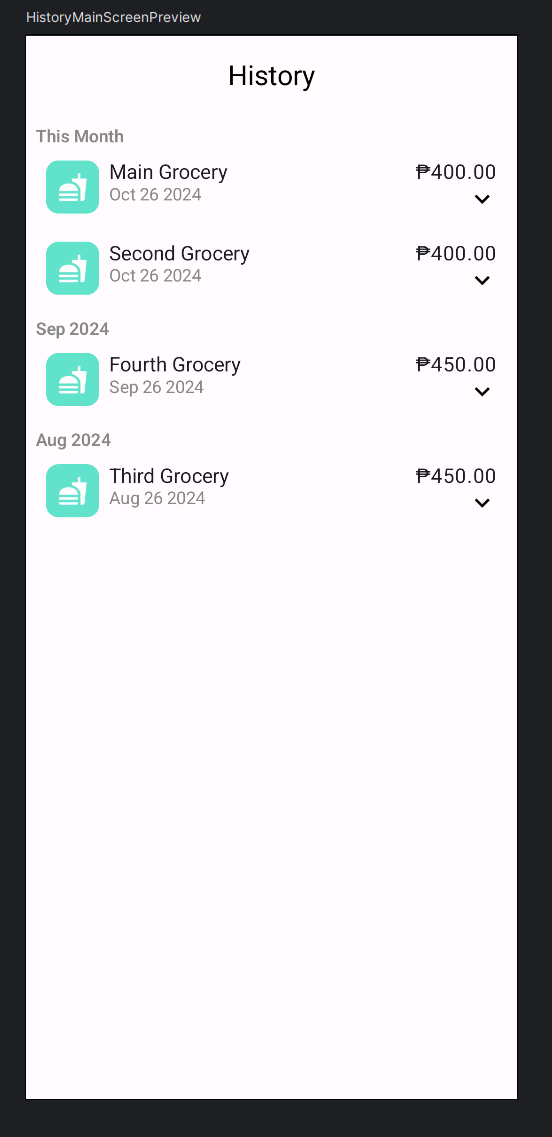 HistoryMainScreenPreview
History
This Month
Main Grocery ₱400.00
Oct 26 2024
Second Grocery ₱400.00
Oct 26 2024
Sep 2024
Fourth Grocery ₱450.00
Sep 26 2024
Aug 2024
Third Grocery ₱450.00
Aug 26 2024